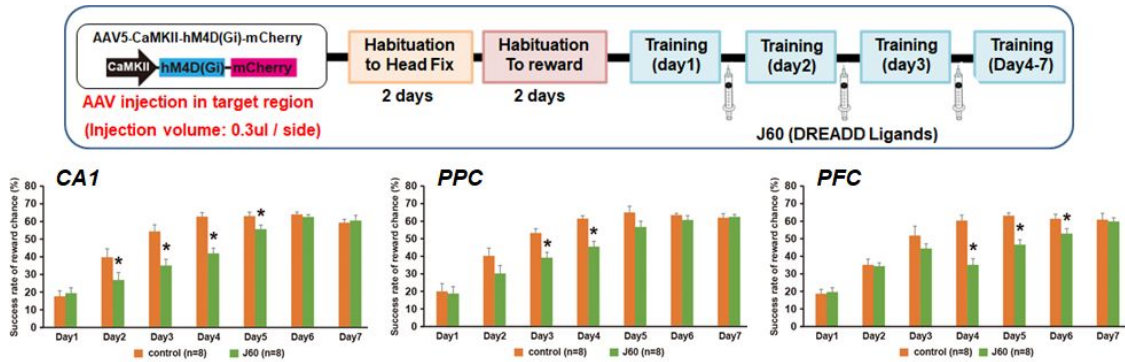 AAV5-CaMKII-hM4D(Gi)-mCherry
CaMKII hM4D(Gi) mCherry
AAV injection in target region
(Injection volume: 0.3ul / side)
Habituation
to Head Fix
2 days
Habituation
To reward
2 days
Training
(day1)
Training
(day2)
Training
(day3)
Training
(Day4-7)
J60 (DREADD Ligands)
CA1
Success rate of reward chance (%)
80
70
60
50
40
30
20
10
0
* * * *
Day1 Day2 Day3 Day4 Day5 Day6 Day7
control (n=8) J60 (n=8)
PPC
Success rate of reward chance (%)
80
70
60
50
40
30
20
10
0
* *
Day1 Day2 Day3 Day4 Day5 Day6 Day7
control (n=8) J60 (n=8)
PFC
Success rate of reward chance (%)
80
70
60
50
40
30
20
10
0
* * *
Day1 Day2 Day3 Day4 Day5 Day6 Day7
control (n=8) J60 (n=8)